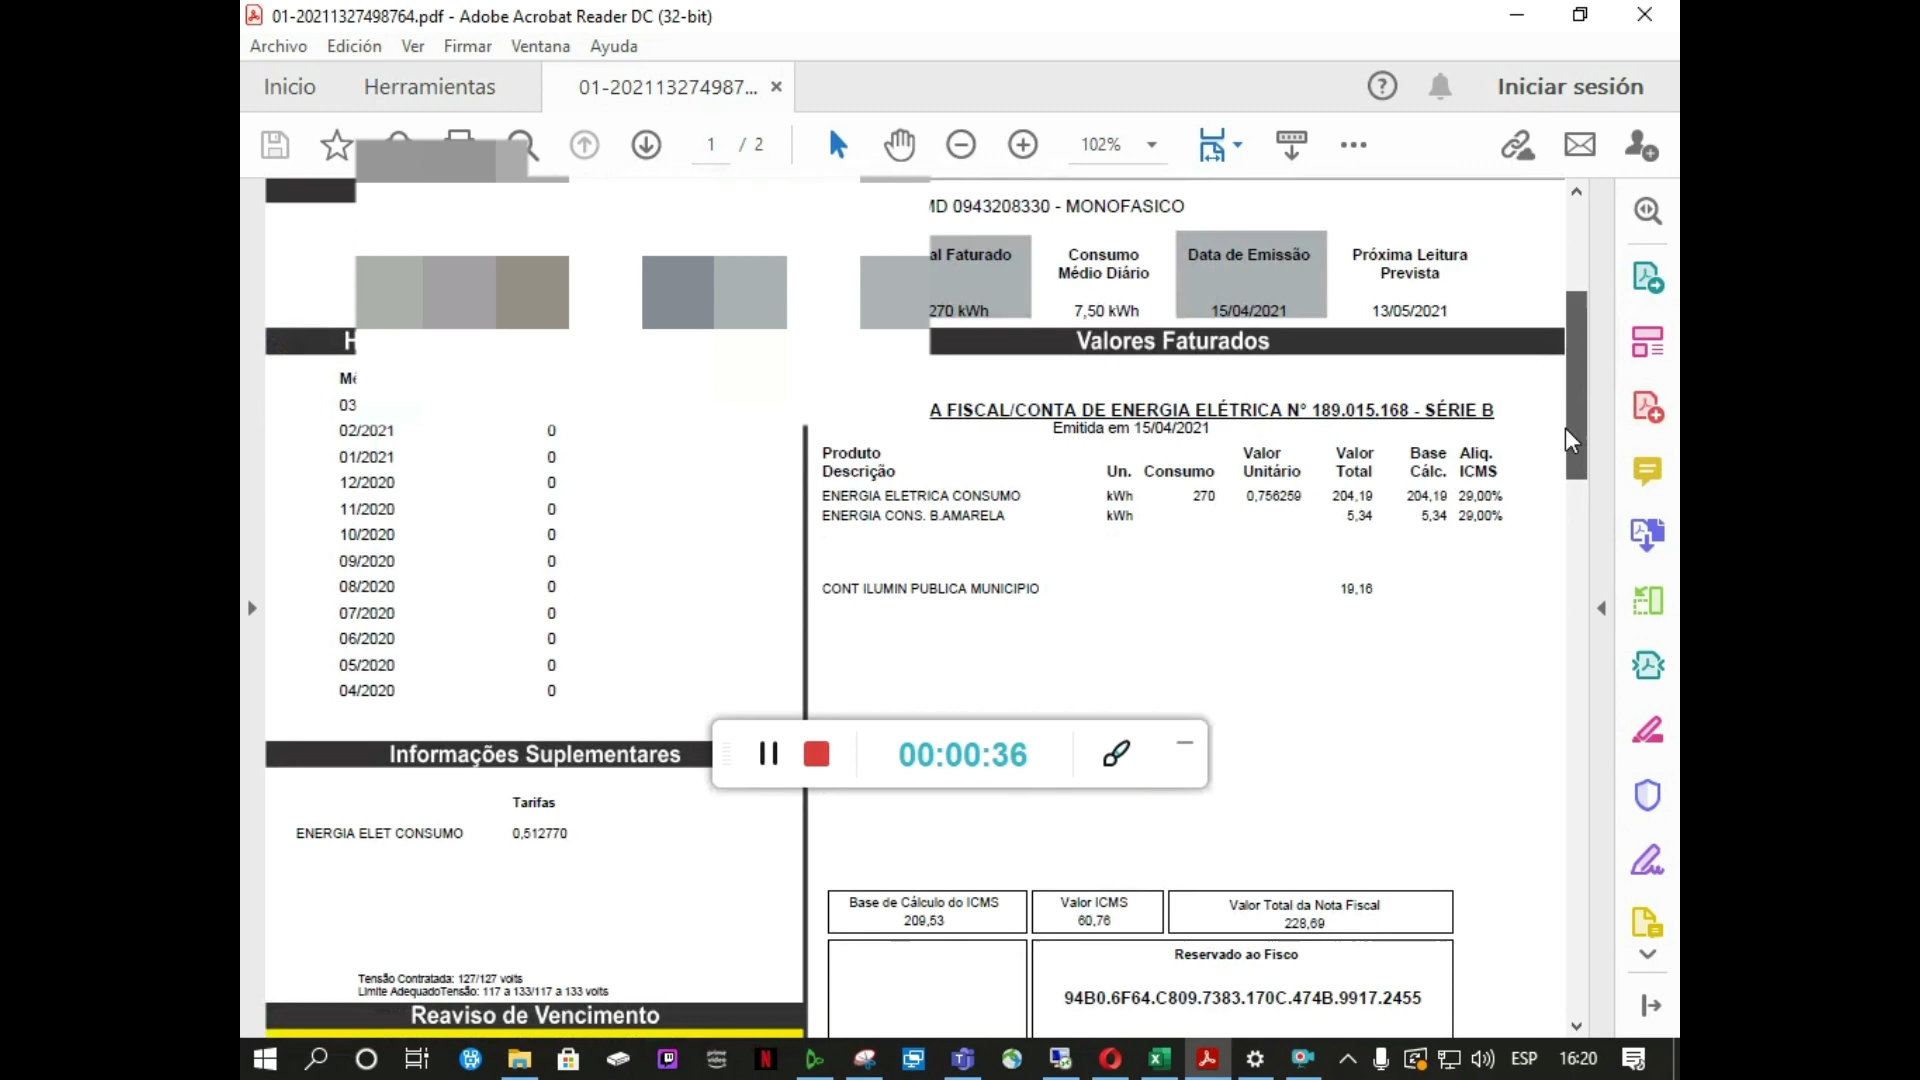 01-20211327498764.pdf - Adobe Acrobat Reader DC (32-bit)
Archivo Edición Ver Firmar Ventana Ayuda
Inicio Herramientas 01-202113274987... × Iniciar sesión
1 / 2 102%
MD 0943208330 - MONOFASICO
al Faturado Consumo Médio Diário Data de Emissão Próxima Leitura Prevista
270 kWh 7,50 kWh 15/04/2021 13/05/2021
H Valores Faturados
Mé
03
A FISCAL/CONTA DE ENERGIA ELÉTRICA N° 189.015.168 - SÉRIE B
Emitida em 15/04/2021
02/2021 0
01/2021 0
12/2020 0
11/2020 0
10/2020 0
09/2020 0
08/2020 0
07/2020 0
06/2020 0
05/2020 0
04/2020 0
Produto Valor Valor Base Aliq.
Descrição Un. Consumo Unitário Total Cálc. ICMS
ENERGIA ELETRICA CONSUMO kWh 270 0,756259 204,19 204,19 29,00%
ENERGIA CONS. B.AMARELA kWh 5,34 5,34 29,00%
CONT ILUMIN PUBLICA MUNICIPIO 19,16
00:00:36
Informações Suplementares
Tarifas
ENERGIA ELET CONSUMO 0,512770
Tensão Contratada: 127/127 volts
Limite AdequadoTensão: 117 a 133/117 a 133 volts
Reaviso de Vencimento
Base de Cálculo do ICMS Valor ICMS Valor Total da Nota Fiscal
209,53 60,76 228,69
Reservado ao Fisco
94B0.6F64.C809.7383.170C.474B.9917.2455
ESP 16:20